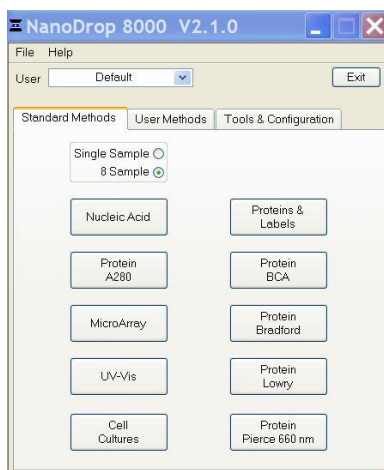 NanoDrop 8000 V2.1.0
File Help
User Default Exit
Standard Methods User Methods Tools & Configuration
Single Sample
8 Sample
Nucleic Acid
Proteins &
Labels
Protein
A280
Protein
BCA
MicroArray
Protein
Bradford
UV-Vis
Protein
Lowry
Cell
Cultures
Protein
Pierce 660 nm